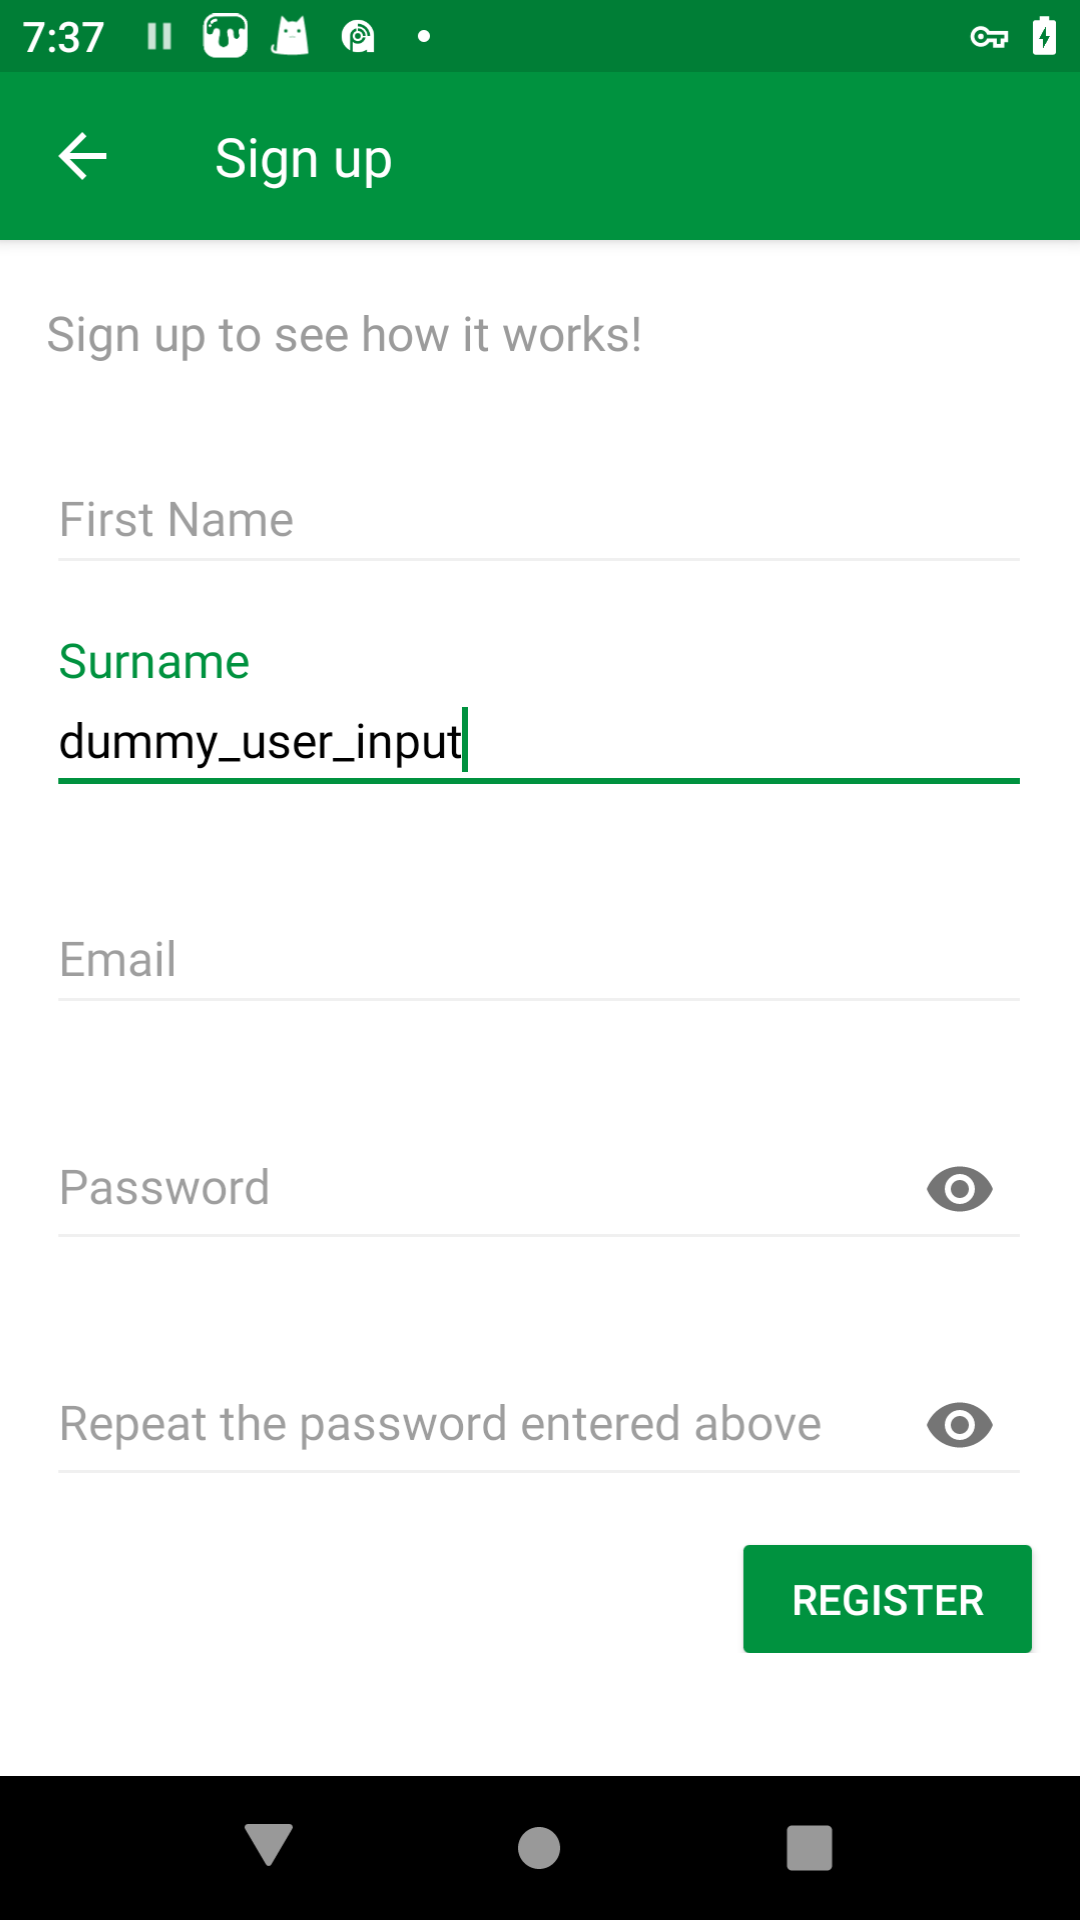 7:37
Sign up
Sign up to see how it works!
First Name
Surname
dummy_user_input
Email
Password
Repeat the password entered above
REGISTER